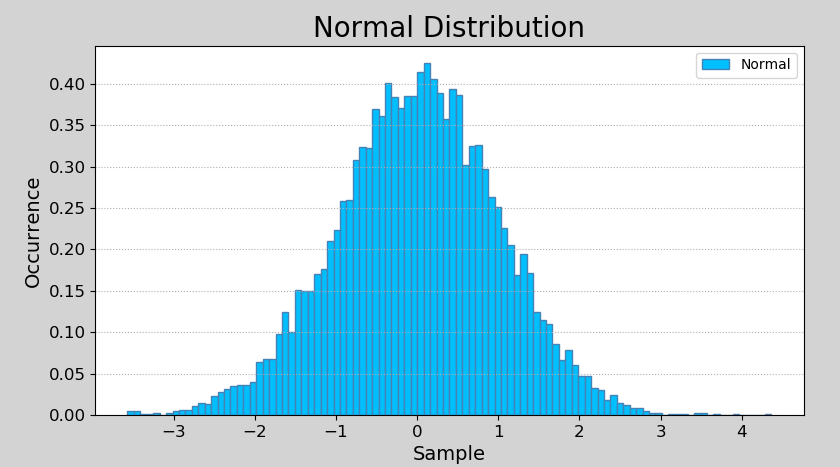 Normal Distribution
Normal
Occurrence
0.40
0.35
0.30
0.25
0.20
0.15
0.10
0.05
0.00
−3 −2 −1 0 1 2 3 4
Sample